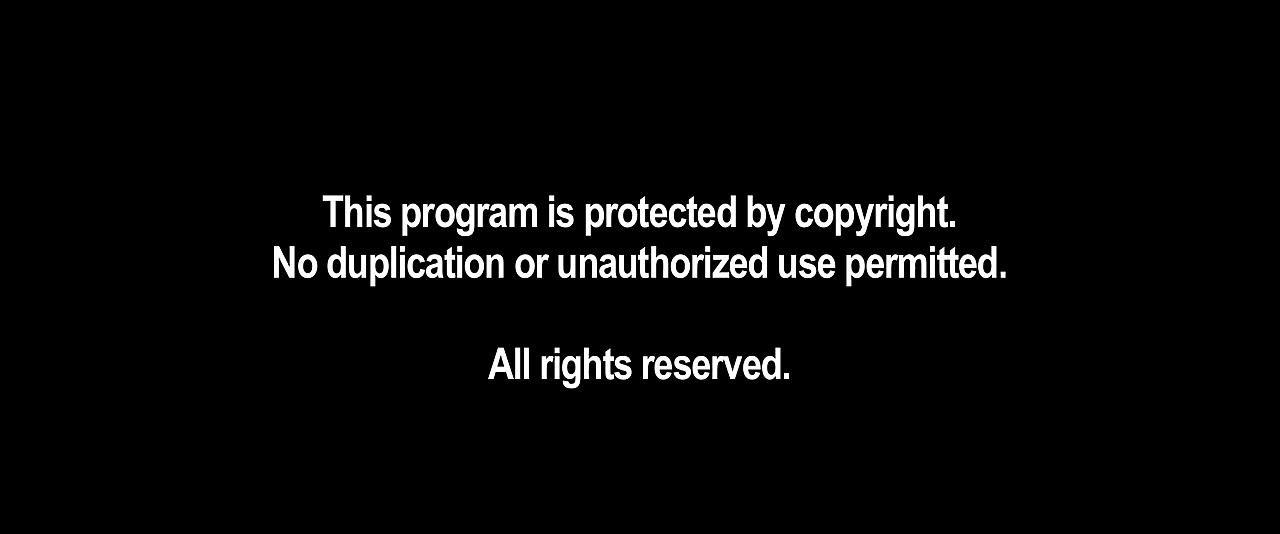 This program is protected by copyright.
No duplication or unauthorized use permitted.
All rights reserved.